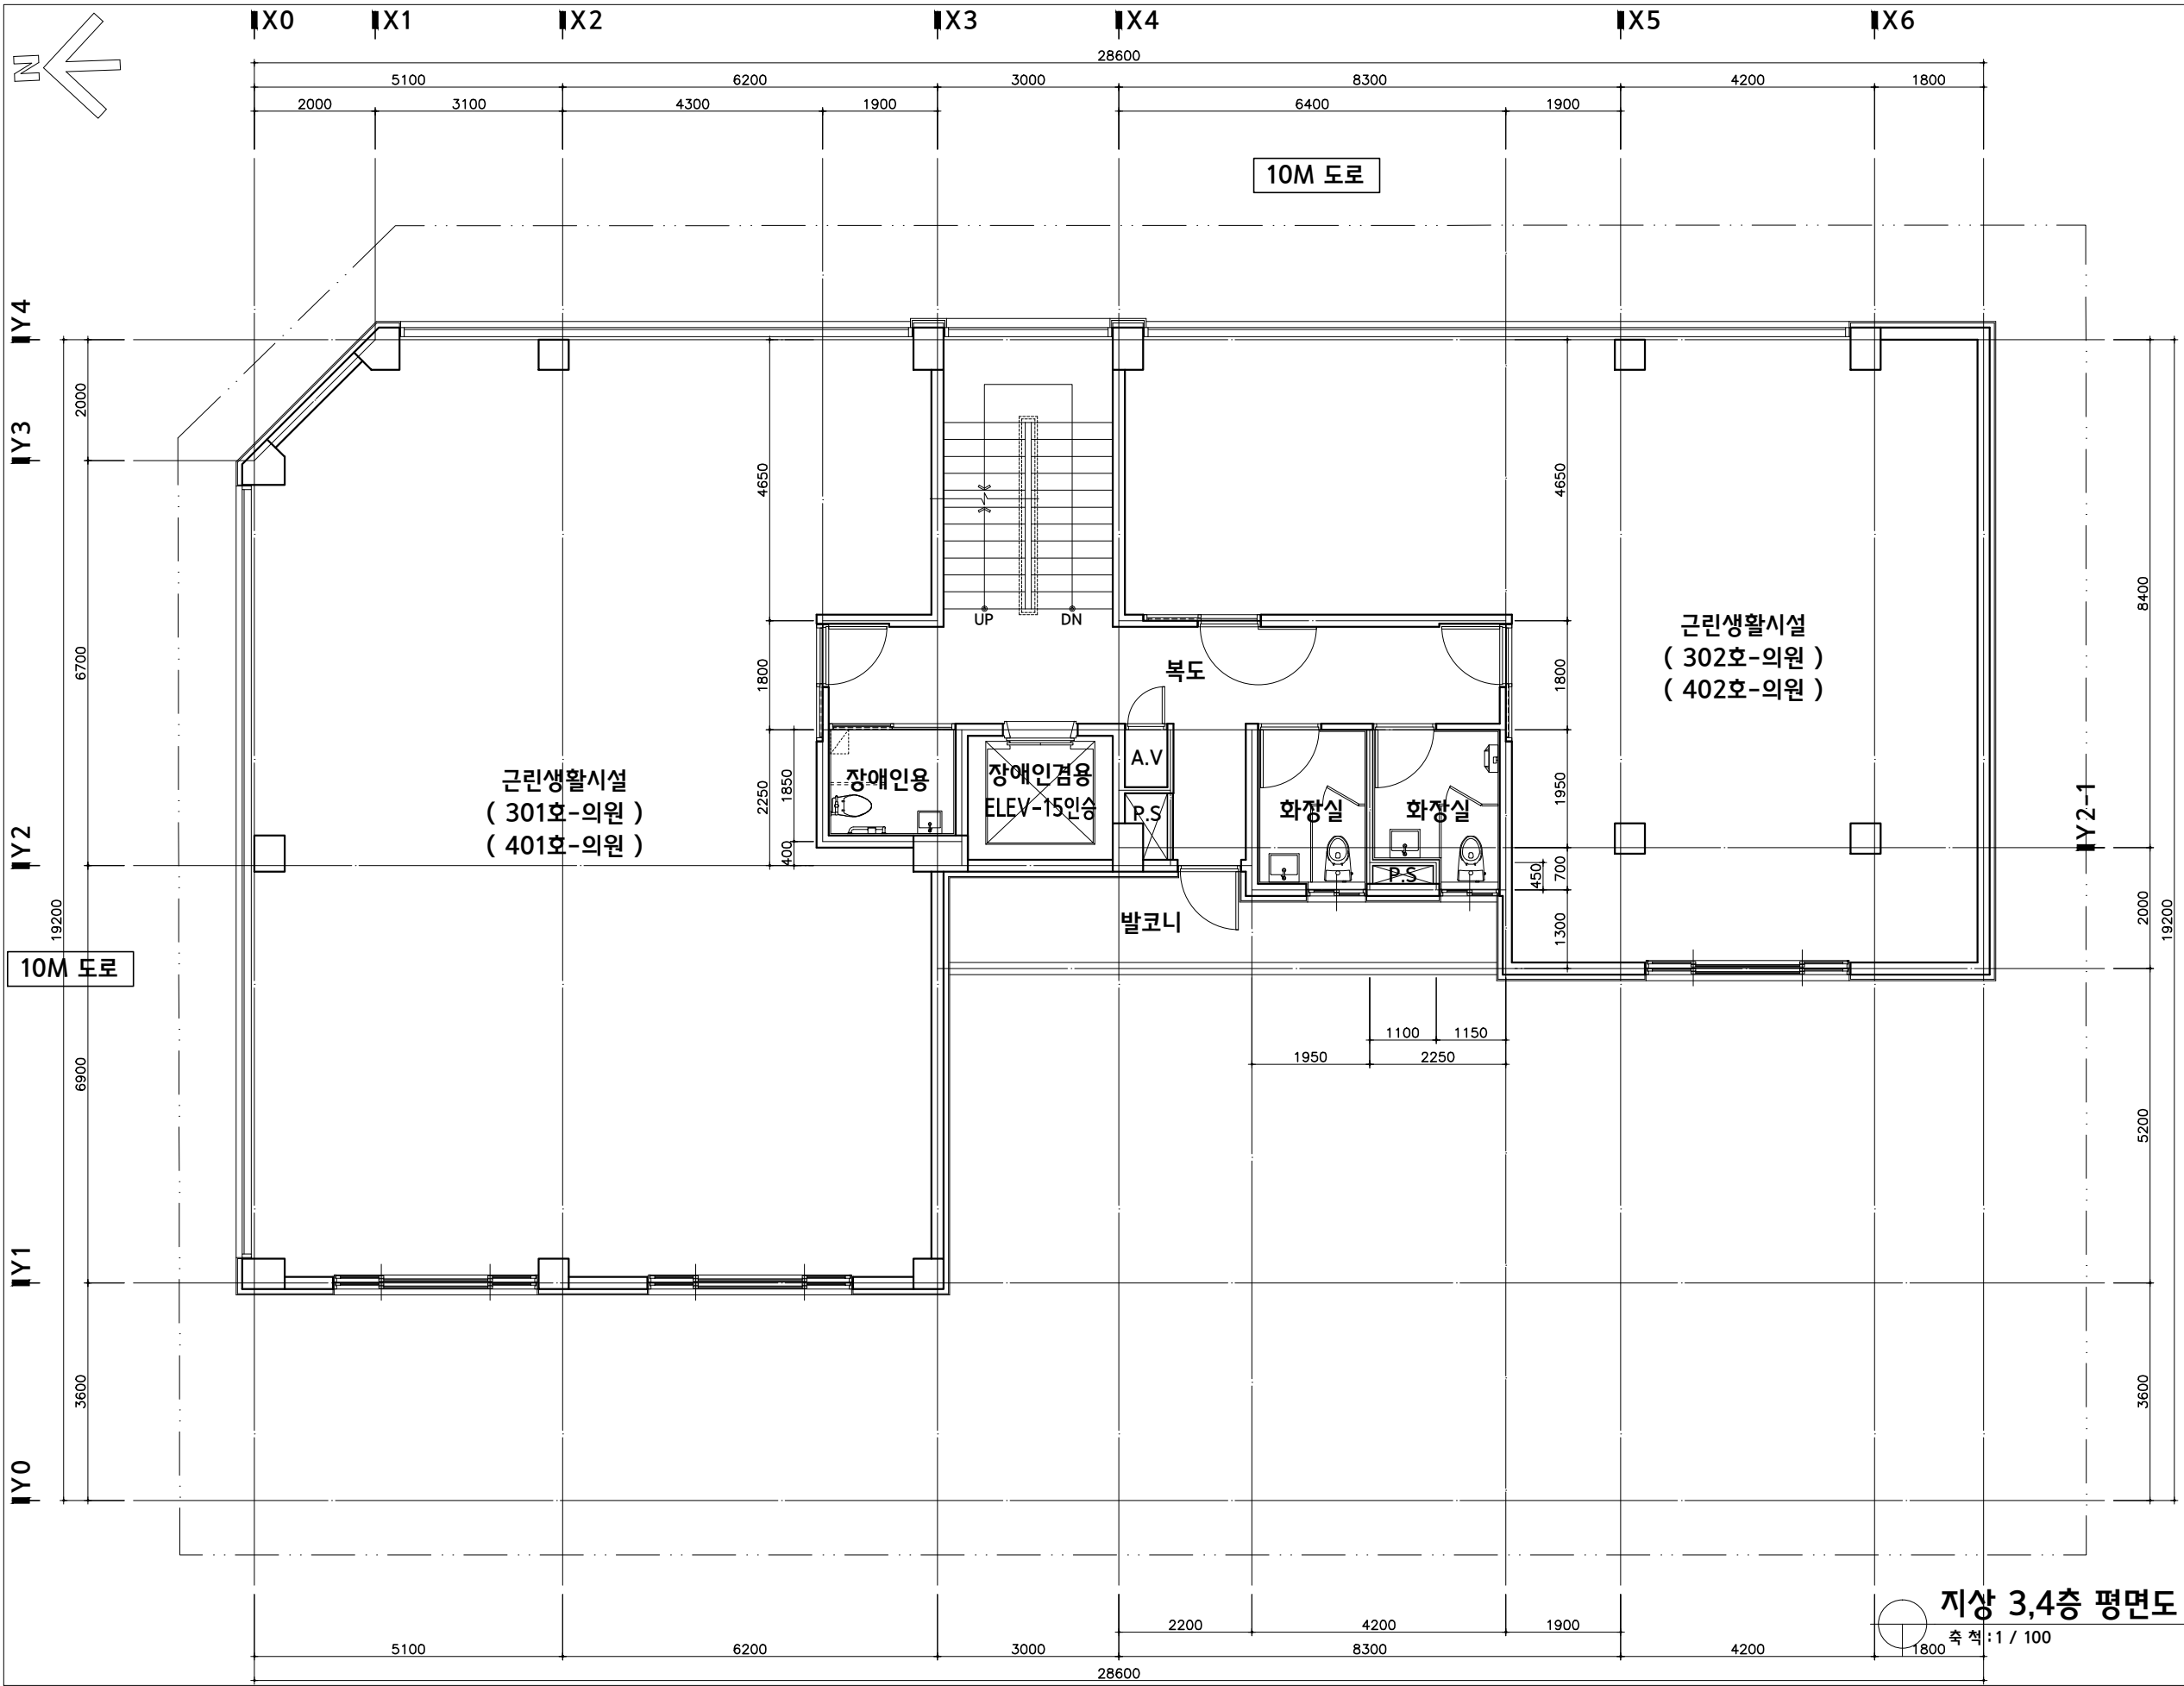 X0 X1 X2 X3 X4 X5 X6
28600
5100 6200 3000 8300 4200 1800
2000 3100 4300 1900 6400 1900
N
10M 도로
Y4
2000
Y3
4650 4650
8400
UP DN
근린생활시설
( 302호-의원 )
( 402호-의원 )
6700
1800 복도 1800
A.V
근린생활시설
( 301호-의원 )
( 401호-의원 )
2250 1850 400
장애인용
장애인겸용
ELEV-15인승
P.S
화장실 화장실
1950
Y2 Y2-1
P.S
450 700
발코니
1300
2000
19200 19200
10M 도로
1100 1150
1950 2250
6900
5200
Y1
3600 3600
Y0
지상 3,4층 평면도
축 척 : 1 / 100
2200 4200 1900
5100 6200 3000 8300 4200 1800
28600